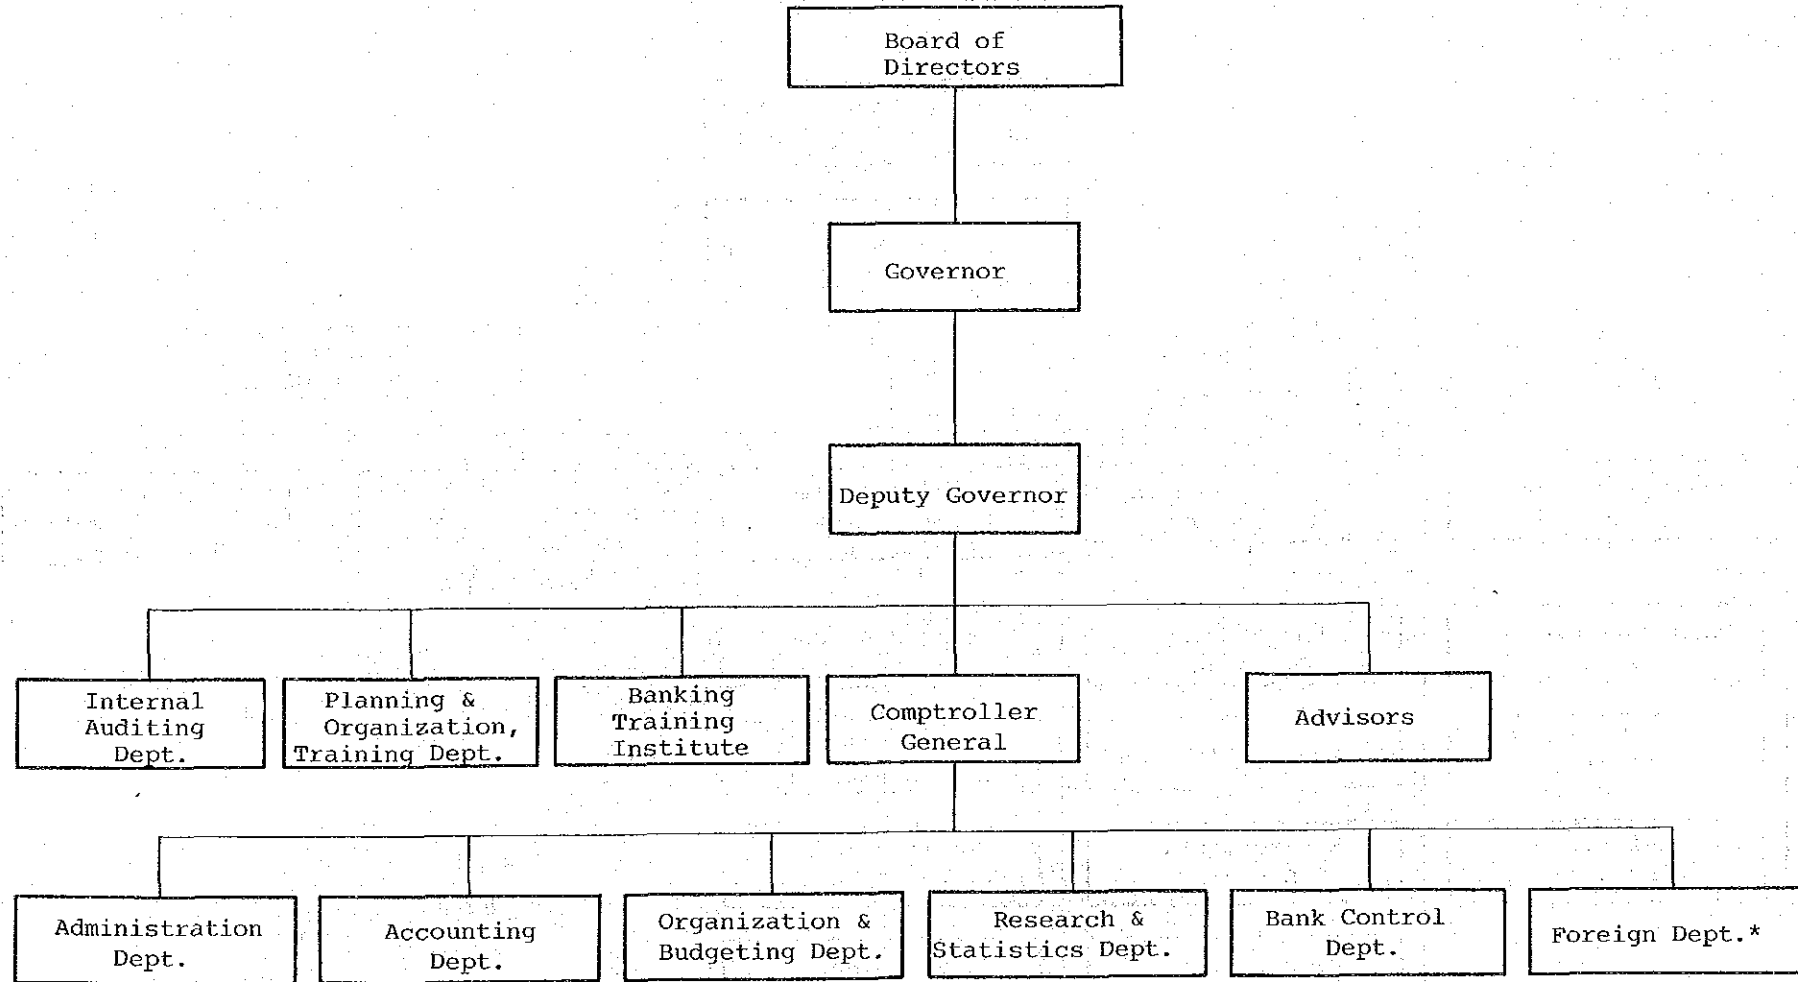 Board of
Directors
Governor
Deputy Governor
Internal
Auditing
Dept.
Planning &
Organization,
Training Dept.
Banking
Training
Institute
Comptroller
General
Advisors
Administration
Dept.
Accounting
Dept.
Organization &
Budgeting Dept.
Research &
Statistics Dept.
Bank Control
Dept.
Foreign Dept.*